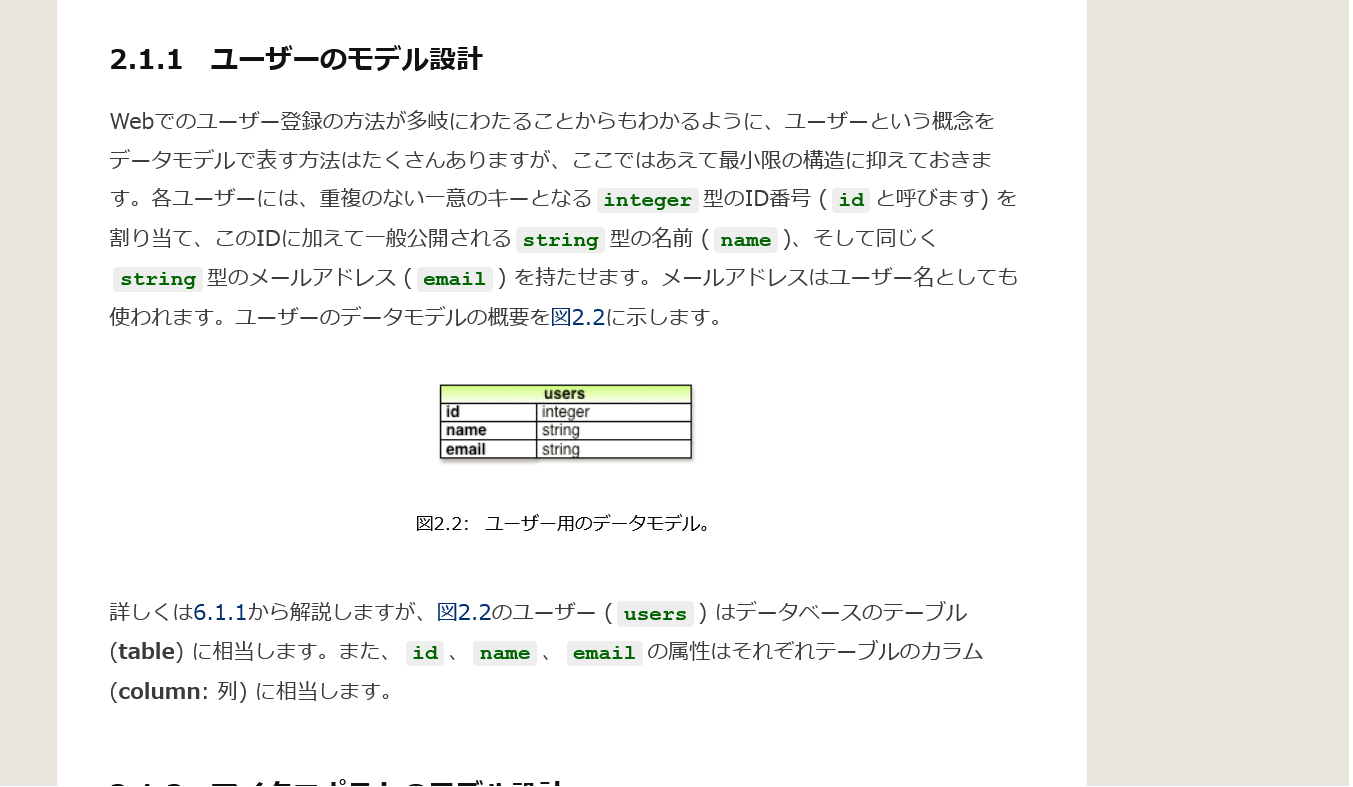 2.1.1 ユーザーのモデル設計
Webでのユーザー登録の方法が多岐にわたることからもわかるように、ユーザーという概念を
データモデルで表す方法はたくさんありますが、ここではあえて最小限の構造に抑えておきま
す。各ユーザーには、重複のない一意のキーとなる integer 型のID番号 ( id と呼びます) を
割り当て、このIDに加えて一般公開される string 型の名前 ( name )、そして同じく
string 型のメールアドレス ( email ) を持たせます。メールアドレスはユーザー名としても
使われます。ユーザーのデータモデルの概要を図2.2に示します。
users
id integer
name string
email string
図2.2: ユーザー用のデータモデル。
詳しくは6.1.1から解説しますが、図2.2のユーザー ( users ) はデータベースのテーブル
(table) に相当します。また、 id 、 name 、 email の属性はそれぞれテーブルのカラム
(column: 列) に相当します。
2.1.2 マイクロポストのモデル設計